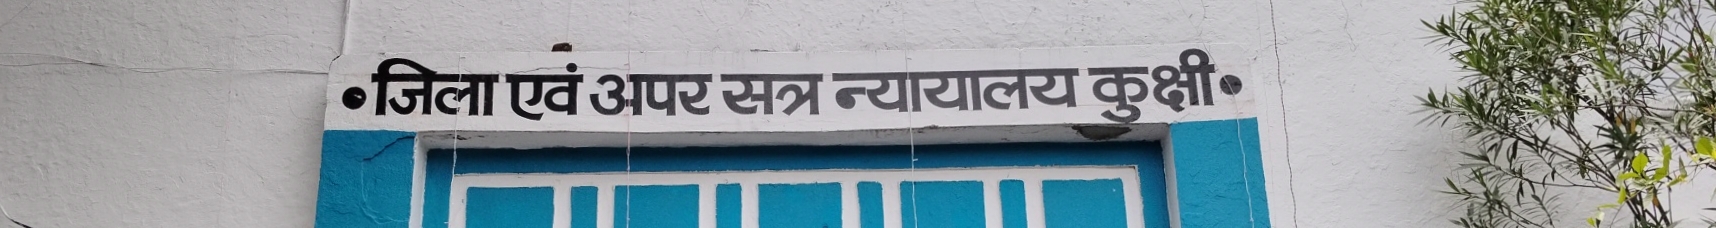 •जिला एवं अपर सत्र न्यायालय कुक्षी•